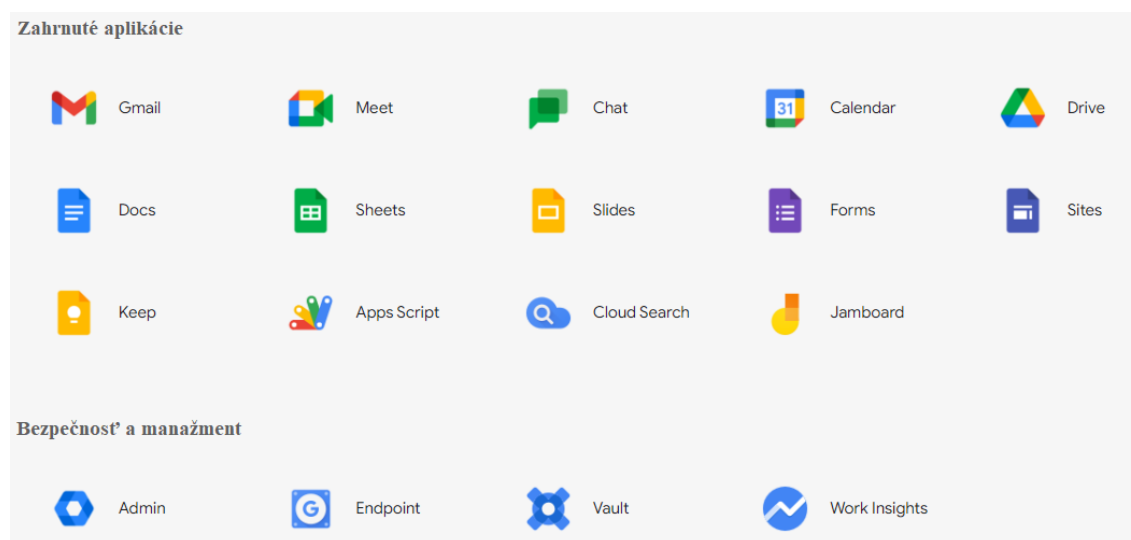 Zahrnuté aplikácie
Gmail Meet Chat 31 Calendar Drive
Docs Sheets Slides Forms Sites
Keep Apps Script Cloud Search Jamboard
Bezpečnosť a manažment
Admin G Endpoint Vault Work Insights